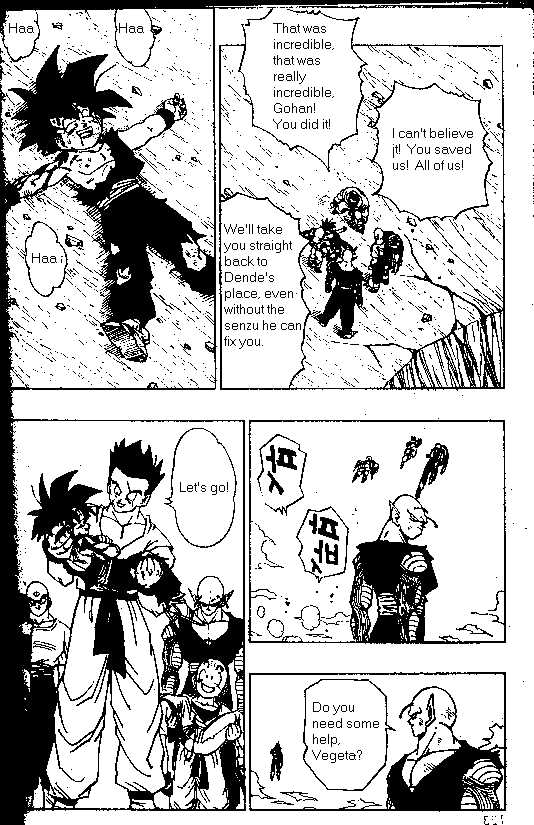 Haa
Haa
Haa
That was
incredible,
that was
really
incredible,
Gohan!
You did it!
I can't believe
it! You saved
us! All of us!
We'll take
you straight
back to
Dende's
place, even
without the
senzu he can
fix you.
Let's go!
Do you
need some
help,
Vegeta?